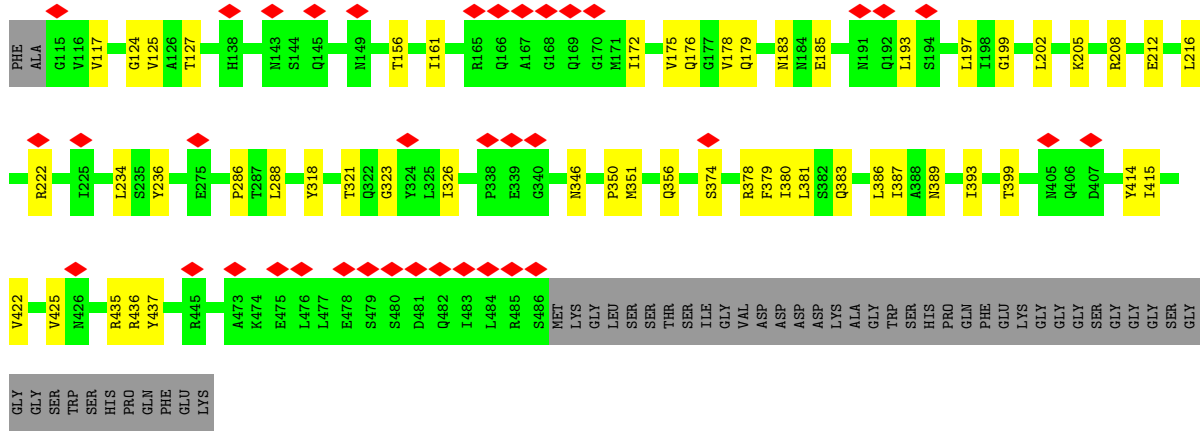 PHE ALA G115 V116 V117 G124 V125 A126 T127 H138 N143 S144 Q145 N149 T156 I161 R165 Q166 A167 G168 Q169 G170 M171 I172 V175 Q176 G177 V178 Q179 N183 N184 E185 N191 Q192 L193 S194 L197 I198 G199 L202 K205 R208 E212 L216
R222 I225 L234 S235 Y236 E275 P286 T287 L288 Y318 T321 Q322 G323 Y324 L325 I326 P338 E339 G340 N346 P350 M351 Q356 S374 R378 F379 I380 L381 S382 Q383 L386 I387 A388 N389 I393 T399 N405 Q406 D407 Y414 I415
V422 V425 N426 R435 R436 Y437 R445 A473 K474 E475 L476 L477 E478 S479 S480 D481 Q482 I483 L484 R485 S486 MET LYS GLY LEU SER SER THR SER ILE GLY VAL ASP ASP ASP ASP LYS ALA GLY TRP SER HIS PRO GLN PHE GLU LYS GLY GLY GLY SER GLY GLY GLY SER GLY
GLY GLY SER TRP SER HIS PRO GLN PHE GLU LYS